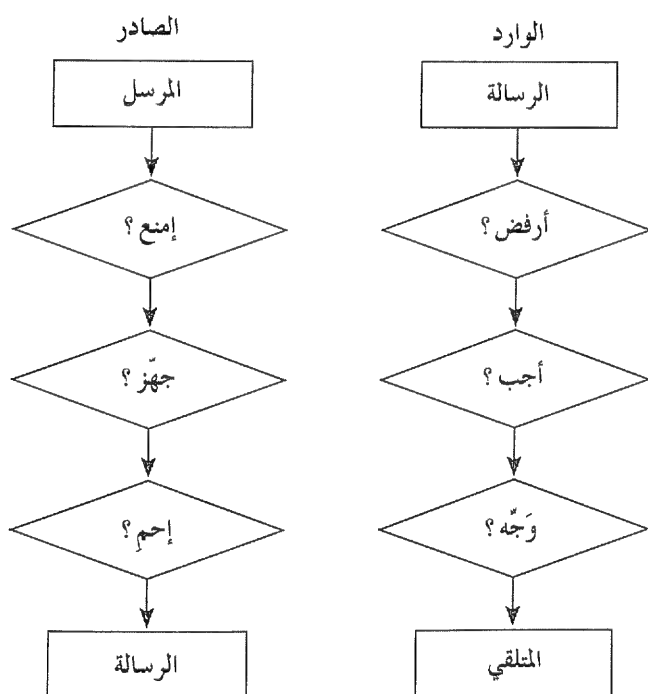 الوارد
الرسالة
أرفض؟
أجب؟
وَجِّه؟
المتلقي
الصادر
المرسل
إمنع؟
جهّز؟
إحمِ؟
الرسالة